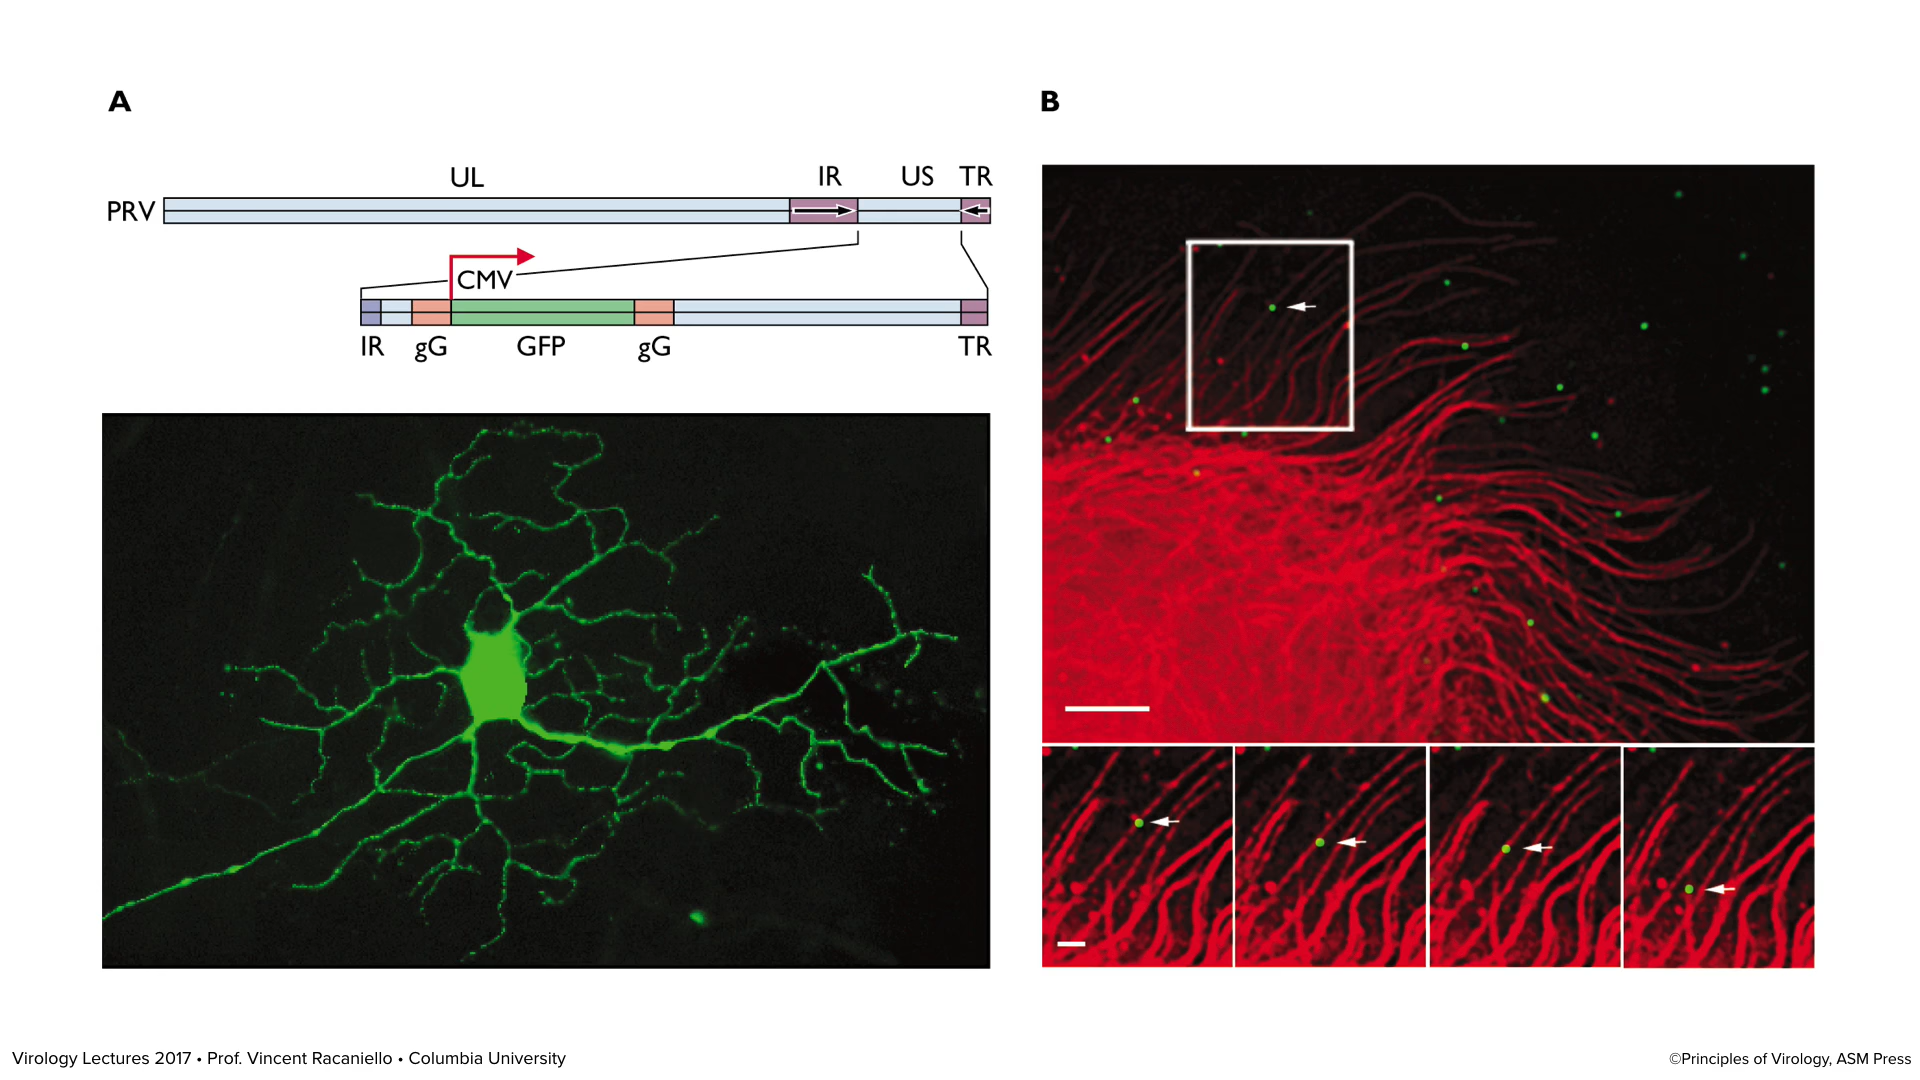 A
UL IR US TR
PRV
CMV
IR gG GFP gG TR
B
Virology Lectures 2017 • Prof. Vincent Racaniello • Columbia University
©Principles of Virology, ASM Press